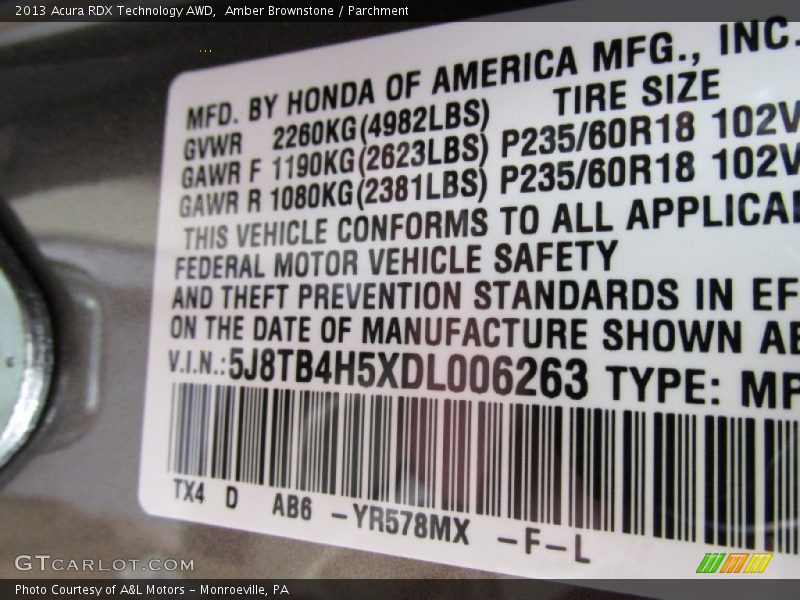 2013 Acura RDX Technology AWD,  Amber Brownstone / Parchment
MFD. BY HONDA OF AMERICA MFG., INC.
GVWR 2260KG(4982LBS) TIRE SIZE
GAWR F 1190KG(2623LBS) P235/60R18 102V
GAWR R 1080KG(2381LBS) P235/60R18 102V
THIS VEHICLE CONFORMS TO ALL APPLICA
FEDERAL MOTOR VEHICLE SAFETY
AND THEFT PREVENTION STANDARDS IN EF
ON THE DATE OF MANUFACTURE SHOWN AB
V.I.N.:5J8TB4H5XDL006263 TYPE: MP
TX4 D AB6 -YR578MX -F-L
GTCARLOT.COM
Photo Courtesy of A&L Motors – Monroeville, PA